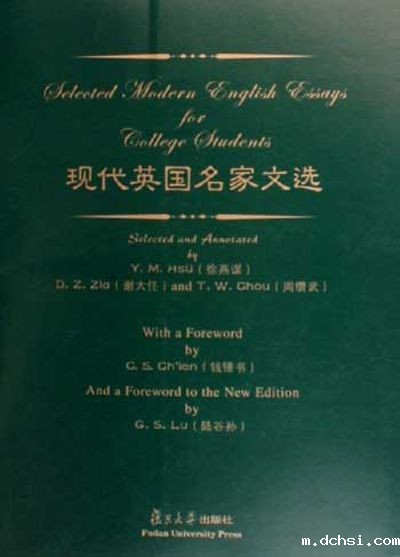 Selected Modern English Essays
for
College Students
现代英国名家文选
Selected and Annotated
by
Y. M. Hsü (徐燕谋)
D. Z. Zia (谢大任) and T. W. Chou (周缵武)
With a Foreword
by
C. S. Ch'ien (钱锺书)
And a Foreword to the New Edition
by
G. S. Lu (陆谷孙)
復旦大學出版社
Fudan University Press
m.dchsi.com